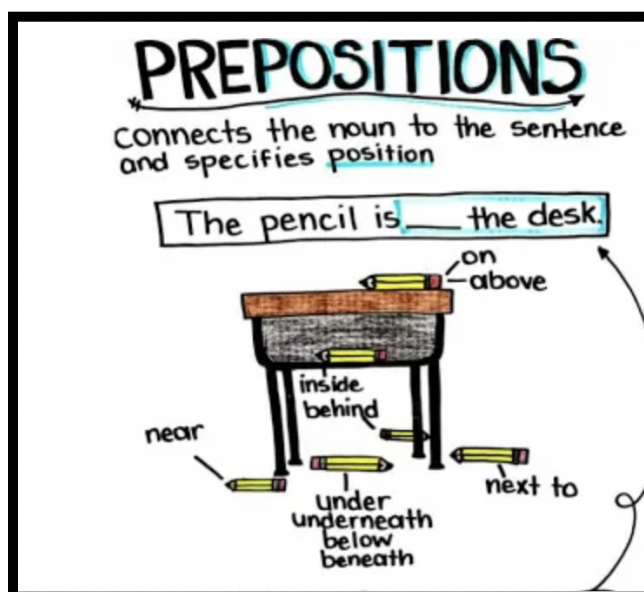 PREPOSITIONS
Connects the noun to the sentence
and specifies position
The pencil is ___ the desk.
on
above
inside
behind
near
next to
under
underneath
below
beneath